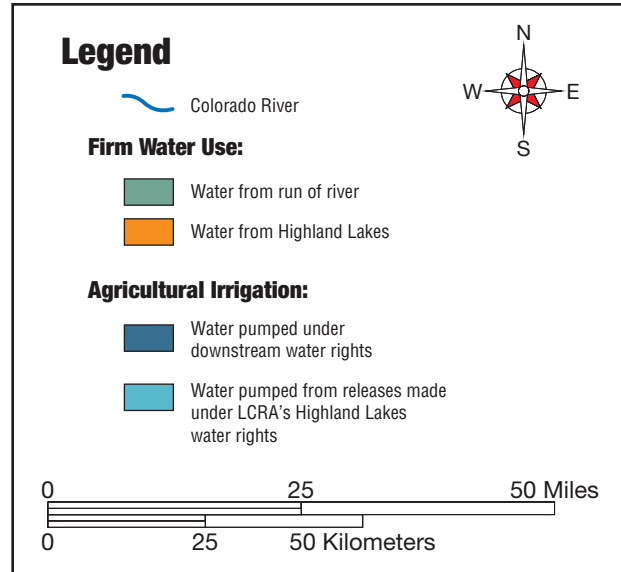 Legend
N
W E
S
Colorado River
Firm Water Use:
Water from run of river
Water from Highland Lakes
Agricultural Irrigation:
Water pumped under
downstream water rights
Water pumped from releases made
under LCRA's Highland Lakes
water rights
0 25 50 Miles
0 25 50 Kilometers